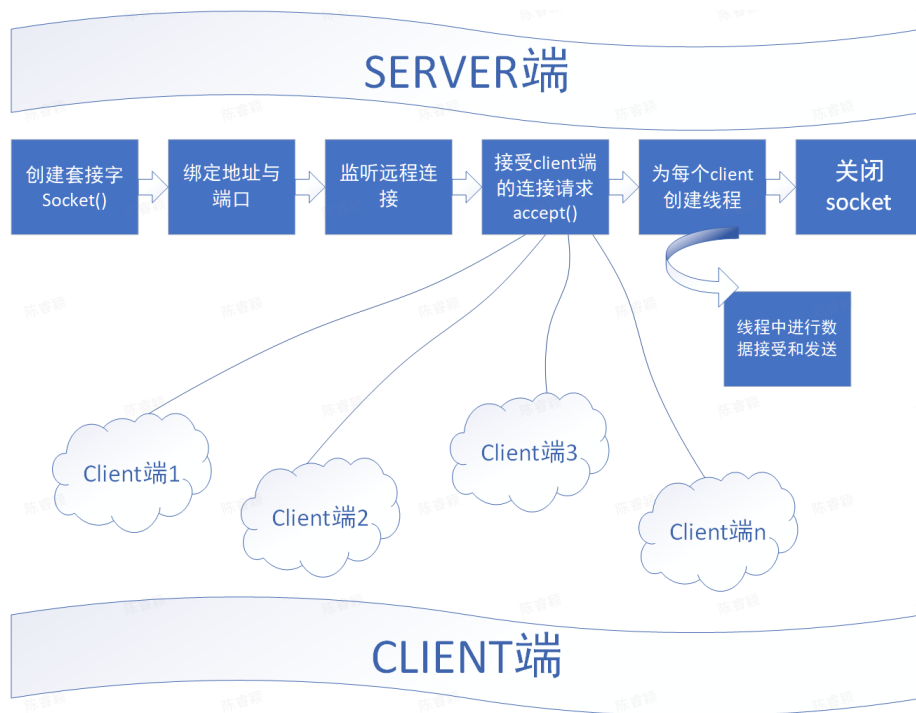 SERVER端
创建套接字
Socket()
绑定地址与
端口
监听远程连
接
接受client端
的连接请求
accept()
为每个client
创建线程
关闭
socket
线程中进行数
据接受和发送
Client端1
Client端2
Client端3
Client端n
CLIENT端
陈睿颖